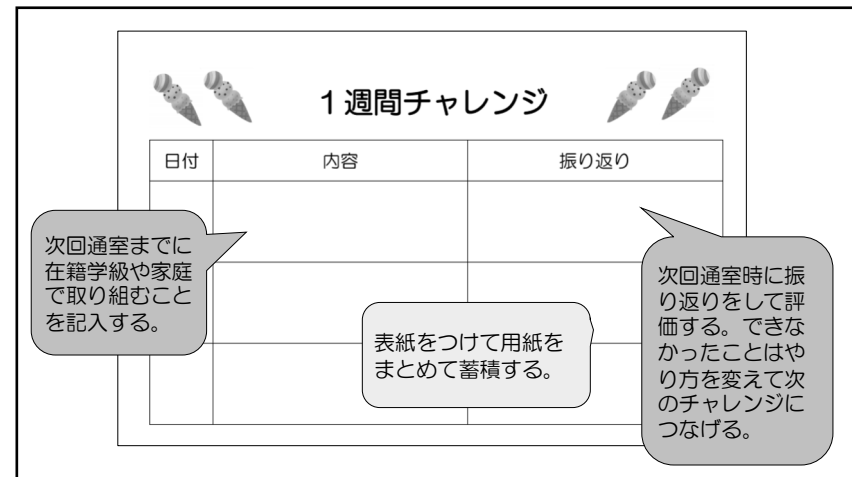 1週間チャレンジ
日付
内容
振り返り
次回通室までに
在籍学級や家庭
で取り組むこと
を記入する。
表紙をつけて用紙を
まとめて蓄積する。
次回通室時に振
り返りをして評
価する。できな
かったことはや
り方を変えて次
のチャレンジに
つなげる。